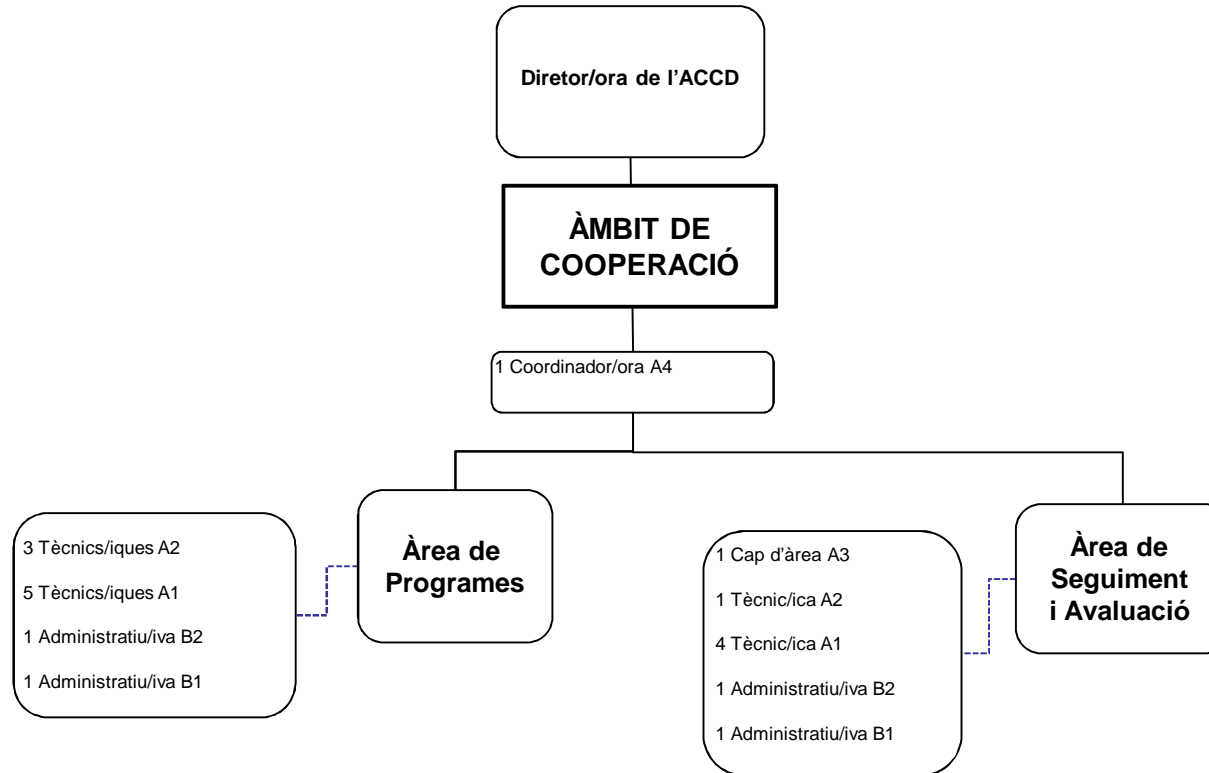 Diretor/ora de l'ACCD
ÀMBIT DE
COOPERACIÓ
1 Coordinador/ora A4
Àrea de
Programes
3 Tècnics/iques A2
5 Tècnics/iques A1
1 Administratiu/iva B2
1 Administratiu/iva B1
Àrea de
Seguiment
i Avaluació
1 Cap d'àrea A3
1 Tècnic/ica A2
4 Tècnic/ica A1
1 Administratiu/iva B2
1 Administratiu/iva B1